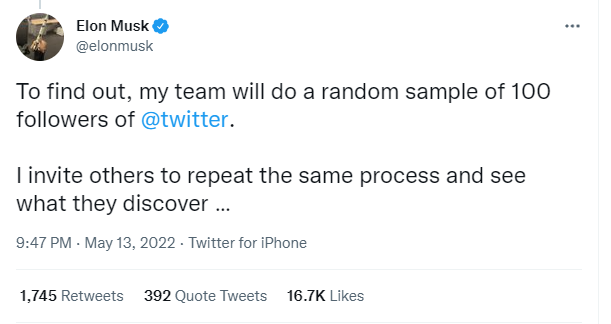 Elon Musk
@elonmusk
To find out, my team will do a random sample of 100
followers of @twitter.
I invite others to repeat the same process and see
what they discover ...
9:47 PM · May 13, 2022 · Twitter for iPhone
1,745 Retweets 392 Quote Tweets 16.7K Likes